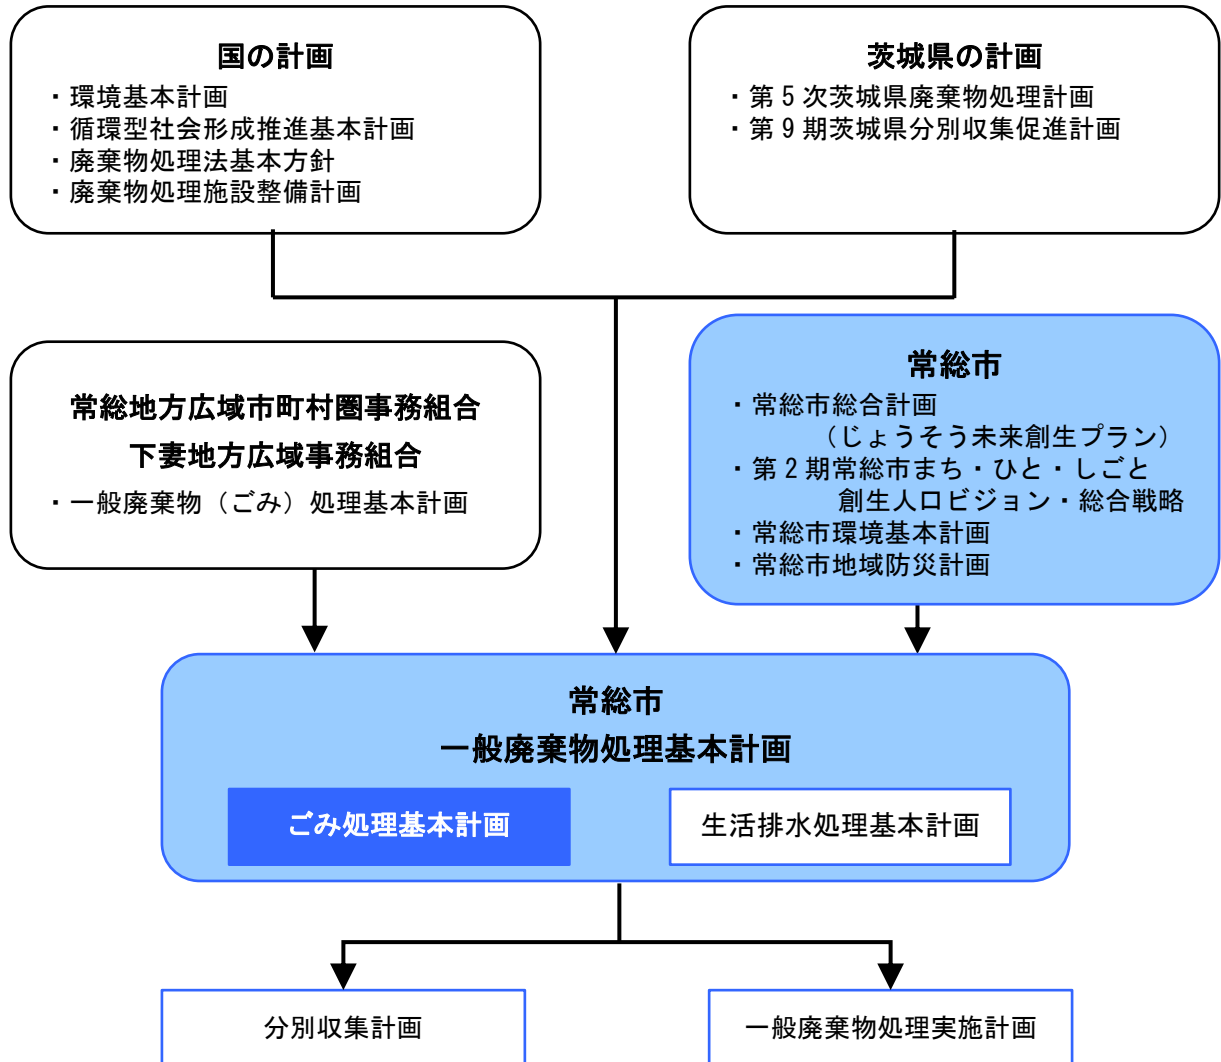 国の計画
・環境基本計画
・循環型社会形成推進基本計画
・廃棄物処理法基本方針
・廃棄物処理施設整備計画
茨城県の計画
・第5次茨城県廃棄物処理計画
・第9期茨城県分別収集促進計画
常総地方広域市町村圏事務組合
下妻地方広域事務組合
・一般廃棄物（ごみ）処理基本計画
常総市
・常総市総合計画
（じょうそう未来創生プラン）
・第2期常総市まち・ひと・しごと
創生人口ビジョン・総合戦略
・常総市環境基本計画
・常総市地域防災計画
常総市
一般廃棄物処理基本計画
ごみ処理基本計画
生活排水処理基本計画
分別収集計画
一般廃棄物処理実施計画